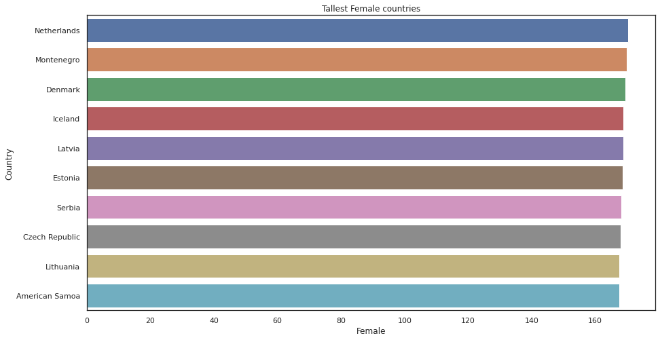 Tallest Female countries
Country
Netherlands
Montenegro
Denmark
Iceland
Latvia
Estonia
Serbia
Czech Republic
Lithuania
American Samoa
0 20 40 60 80 100 120 140 160
Female